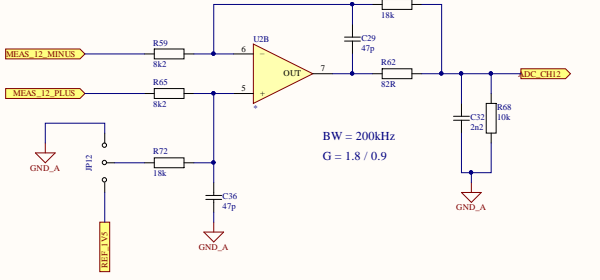 18k
C29
47p
R59
8k2
MEAS_12_MINUS
U2B
6
-
OUT
7
R62
82R
ADC_CH12
R65
8k2
MEAS_12_PLUS
5
+
*
C32
2n2
R68
10k
BW = 200kHz
G = 1.8 / 0.9
GND_A
JP12
R72
18k
C36
47p
GND_A
GND_A
REF_1V5